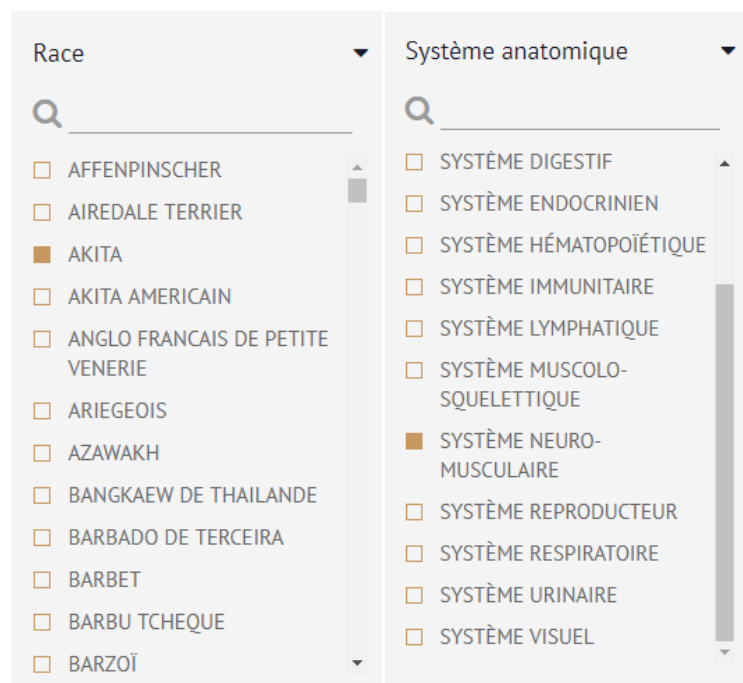 Race
AFFENPINSCHER
AIREDALE TERRIER
AKITA
AKITA AMERICAIN
ANGLO FRANCAIS DE PETITE
VENERIE
ARIEGEOIS
AZAWAKH
BANGKAEW DE THAILANDE
BARBADO DE TERCEIRA
BARBET
BARBU TCHEQUE
BARZOÏ
Système anatomique
SYSTÈME DIGESTIF
SYSTÈME ENDOCRINIEN
SYSTÈME HÉMATOPOÏÉTIQUE
SYSTÈME IMMUNITAIRE
SYSTÈME LYMPHATIQUE
SYSTÈME MUSCOLO-
SQUELETTIQUE
SYSTÈME NEURO-
MUSCULAIRE
SYSTÈME REPRODUCTEUR
SYSTÈME RESPIRATOIRE
SYSTÈME URINAIRE
SYSTÈME VISUEL